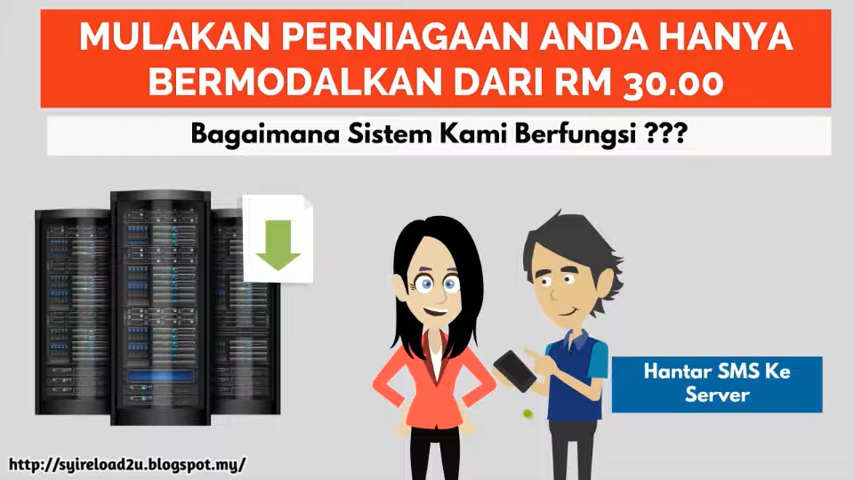 MULAKAN PERNIAGAAN ANDA HANYA
BERMODALKAN DARI RM 30.00
Bagaimana Sistem Kami Berfungsi ???
Hantar SMS Ke
Server
http://syireload2u.blogspot.my/